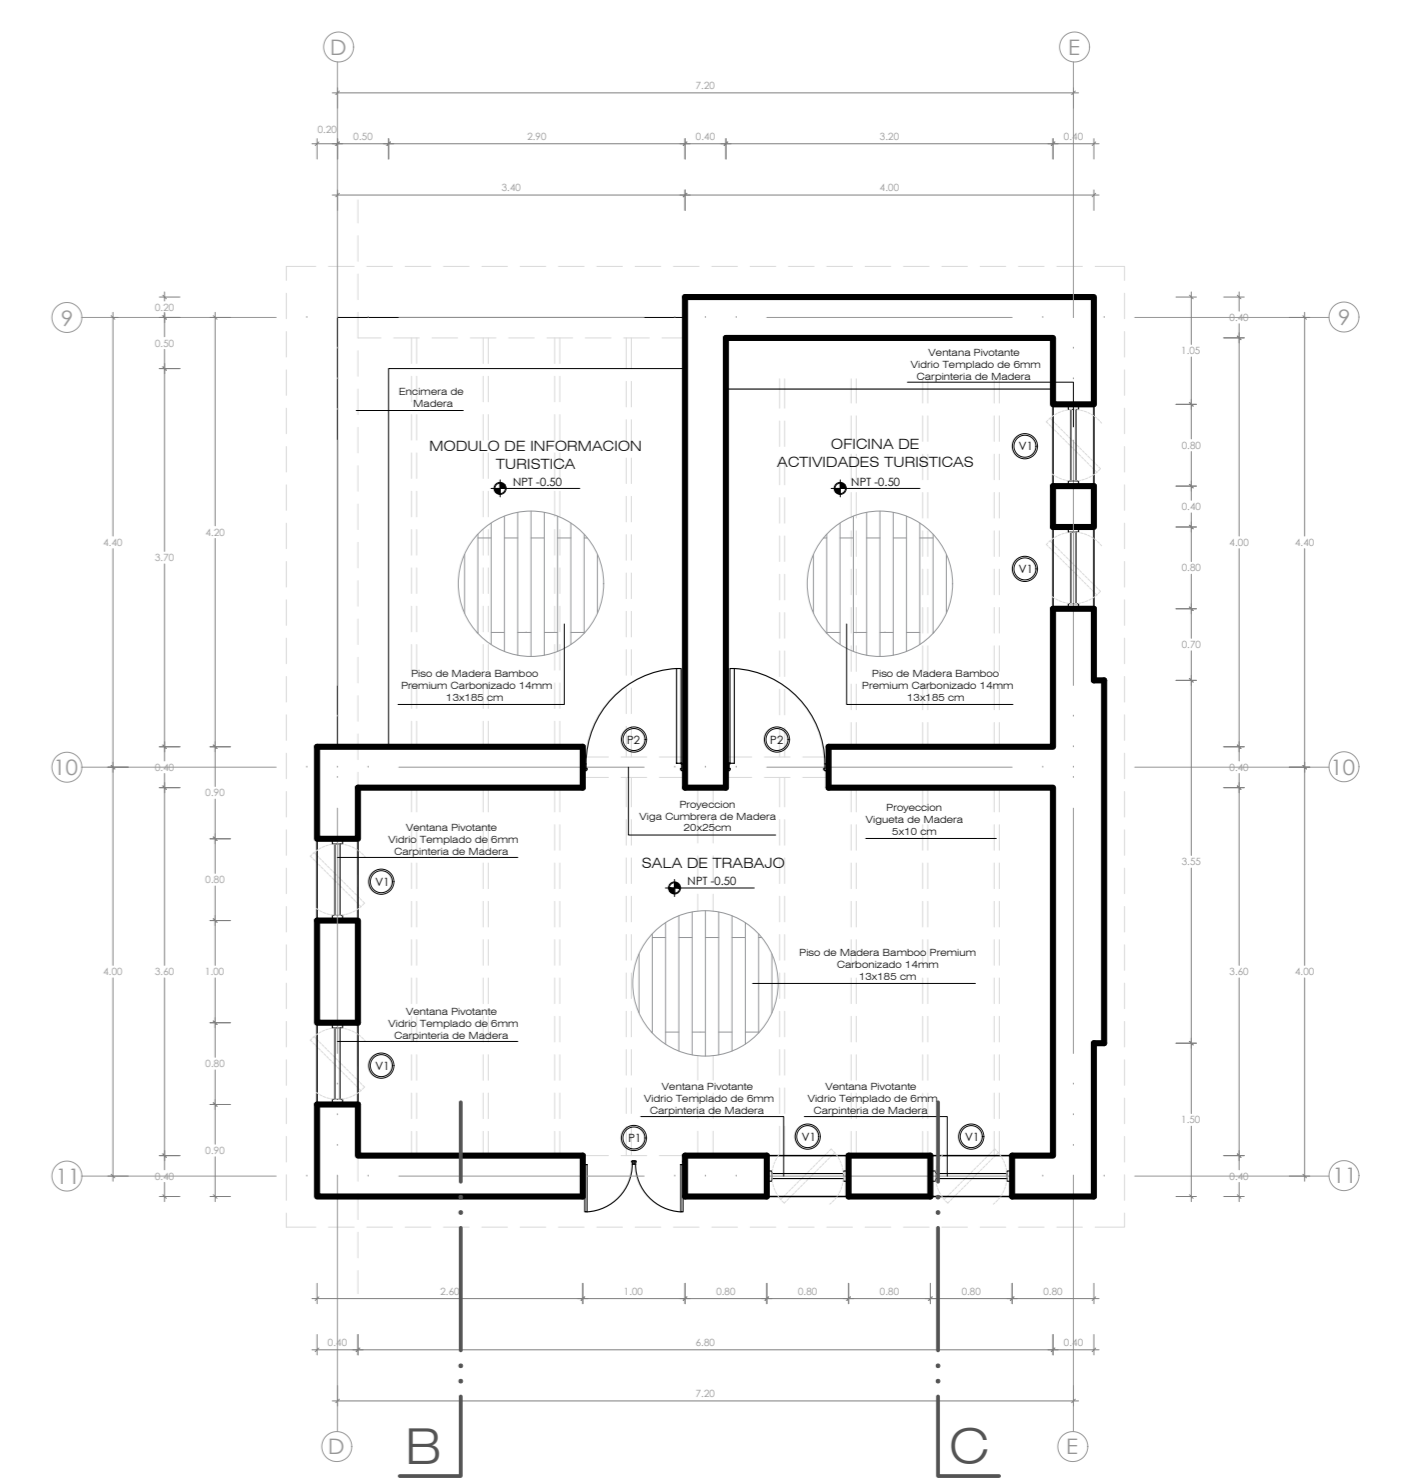 D
E
7.20
0.20
0.50
2.90
0.40
3.20
0.40
3.40
4.00
9
9
0.20
0.40
0.50
1.05
Ventana Pivotante
Vidrio Templado de 6mm
Carpinteria de Madera
Encimera de
Madera
MODULO DE INFORMACION
TURISTICA
NPT -0.50
OFICINA DE
ACTIVIDADES TURISTICAS
NPT -0.50
V1
0.80
0.40
4.40
3.70
4.20
V1
0.80
4.00
4.40
0.70
Piso de Madera Bamboo
Premium Carbonizado 14mm
13x185 cm
Piso de Madera Bamboo
Premium Carbonizado 14mm
13x185 cm
P2
P2
10
10
0.40
0.40
0.90
Proyeccion
Viga Cumbrera de Madera
20x25cm
Proyeccion
Vigueta de Madera
5x10 cm
Ventana Pivotante
Vidrio Templado de 6mm
Carpinteria de Madera
SALA DE TRABAJO
NPT -0.50
V1
0.80
3.55
Piso de Madera Bamboo Premium
Carbonizado 14mm
13x185 cm
4.00
3.60
1.00
3.60
4.00
Ventana Pivotante
Vidrio Templado de 6mm
Carpinteria de Madera
V1
0.80
Ventana Pivotante
Vidrio Templado de 6mm
Carpinteria de Madera
Ventana Pivotante
Vidrio Templado de 6mm
Carpinteria de Madera
1.50
P1
V1
V1
0.90
11
11
0.40
0.40
2.60
1.00
0.80
0.80
0.80
0.80
0.80
0.40
6.80
0.40
7.20
D
B
C
E